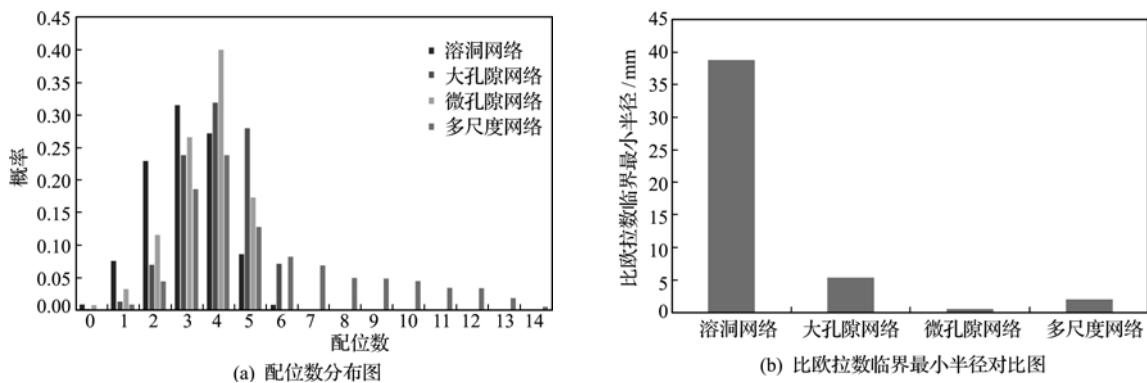 0.45
0.40
0.35
0.30
0.25
0.20
0.15
0.10
0.05
0.00
概率
溶洞网络
大孔隙网络
微孔隙网络
多尺度网络
0 1 2 3 4 5 6 7 8 9 10 11 12 13 14
配位数
(a) 配位数分布图
45
40
35
30
25
20
15
10
5
0
比欧拉数临界最小半径/mm
溶洞网络 大孔隙网络 微孔隙网络 多尺度网络
(b) 比欧拉数临界最小半径对比图